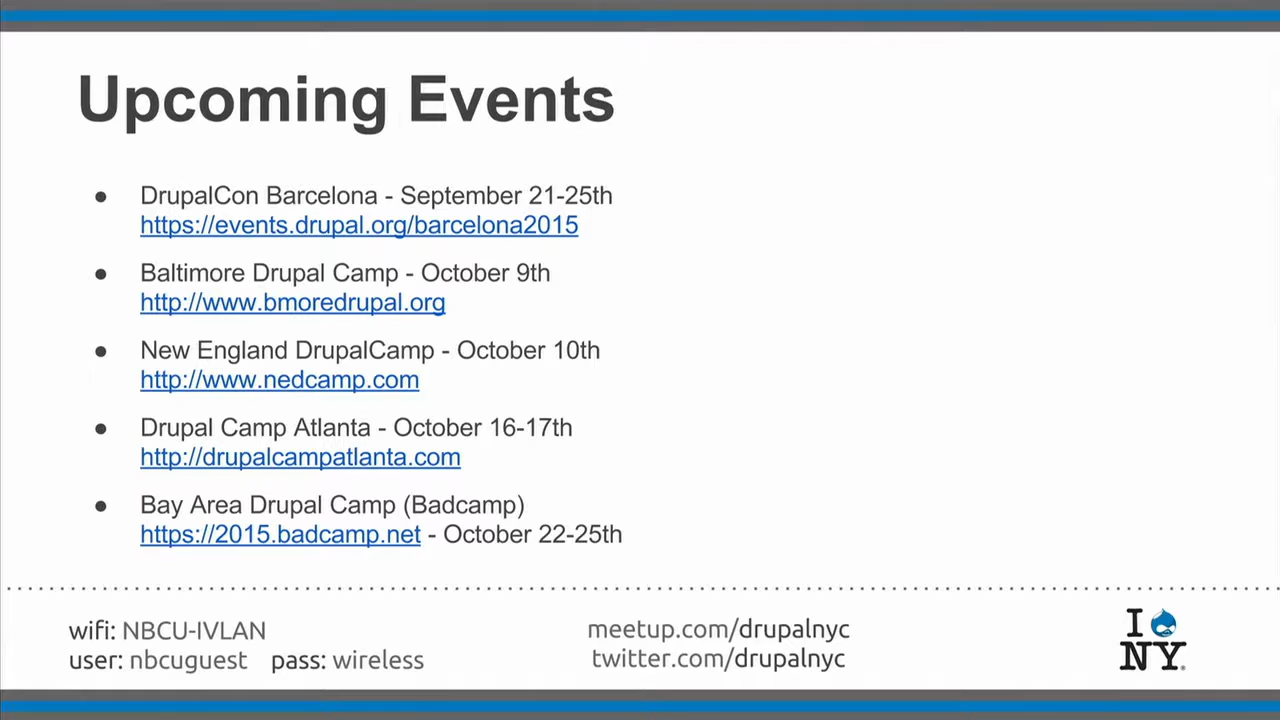 Upcoming Events
● DrupalCon Barcelona - September 21-25th
https://events.drupal.org/barcelona2015
● Baltimore Drupal Camp - October 9th
http://www.bmoredrupal.org
● New England DrupalCamp - October 10th
http://www.nedcamp.com
● Drupal Camp Atlanta - October 16-17th
http://drupalcampatlanta.com
● Bay Area Drupal Camp (Badcamp)
https://2015.badcamp.net - October 22-25th
wifi: NBCU-IVLAN
user: nbcuguest pass: wireless
meetup.com/drupalnyc
twitter.com/drupalnyc
I
NY